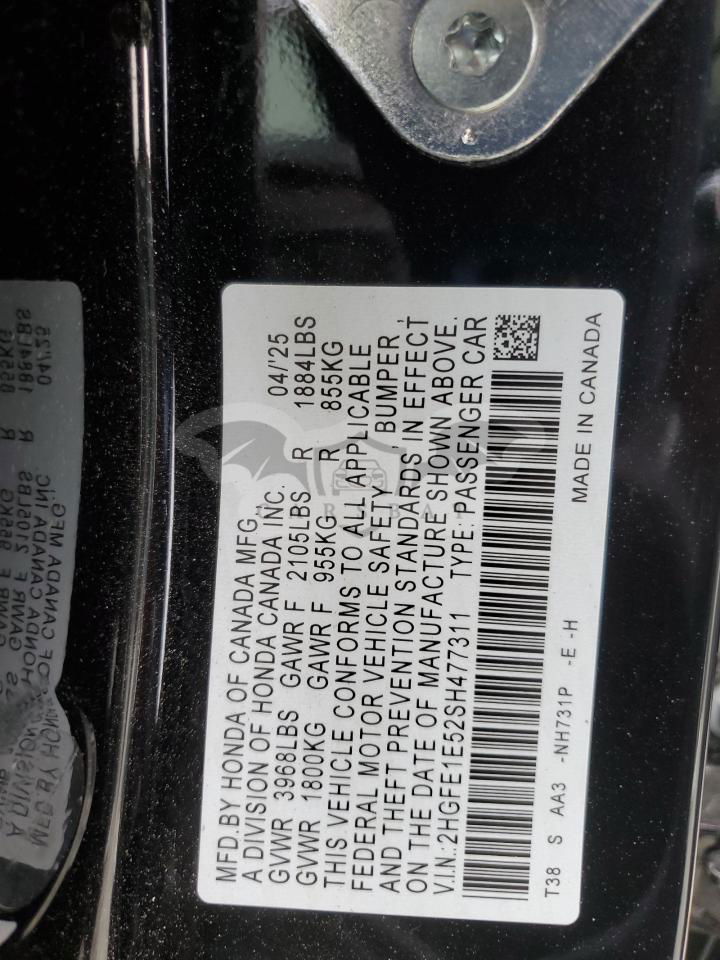 MFD.BY HONDA OF CANADA MFG.
A DIVISION OF HONDA CANADA INC. 04/'25
GVWR 3968LBS GAWR F 2105LBS R 1884LBS
GVWR 1800KG GAWR F 955KG R 855KG
THIS VEHICLE CONFORMS TO ALL APPLICABLE
FEDERAL MOTOR VEHICLE SAFETY, BUMPER,
AND THEFT PREVENTION STANDARDS IN EFFECT
ON THE DATE OF MANUFACTURE SHOWN ABOVE.
V.I.N.:2HGFE1E52SH477311 TYPE: PASSENGER CAR
T38 S AA3 -NH731P -E -H
MADE IN CANADA